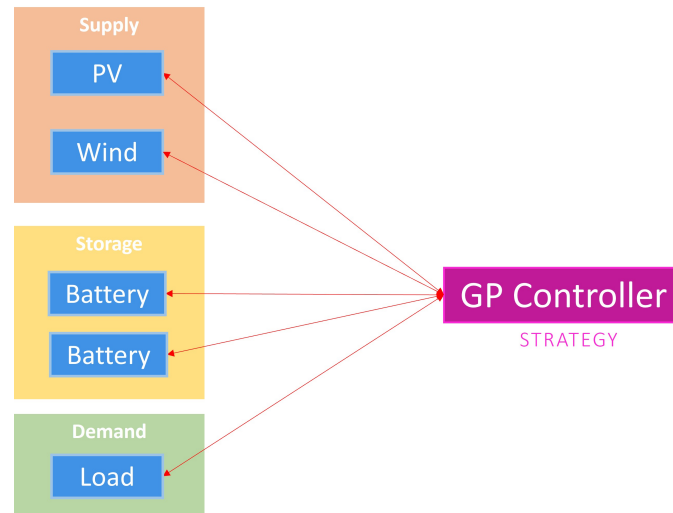 Supply
PV
Wind
Storage
Battery
Battery
Demand
Load
GP Controller
STRATEGY